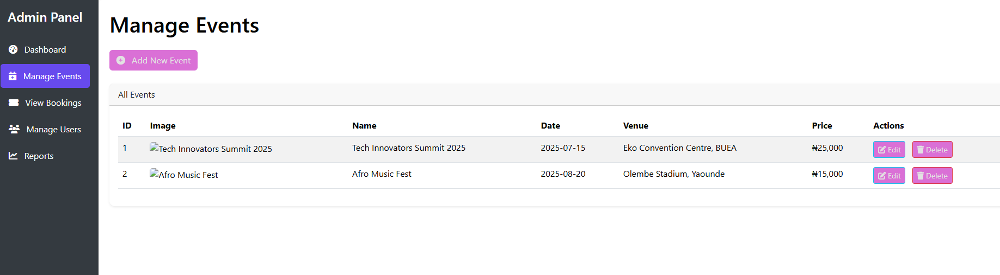 Admin Panel
Dashboard
Manage Events
View Bookings
Manage Users
Reports
Manage Events
Add New Event
All Events
ID Image Name Date Venue Price Actions
1 Tech Innovators Summit 2025 Tech Innovators Summit 2025 2025-07-15 Eko Convention Centre, BUEA ₦25,000 Edit Delete
2 Afro Music Fest Afro Music Fest 2025-08-20 Olembe Stadium, Yaounde ₦15,000 Edit Delete